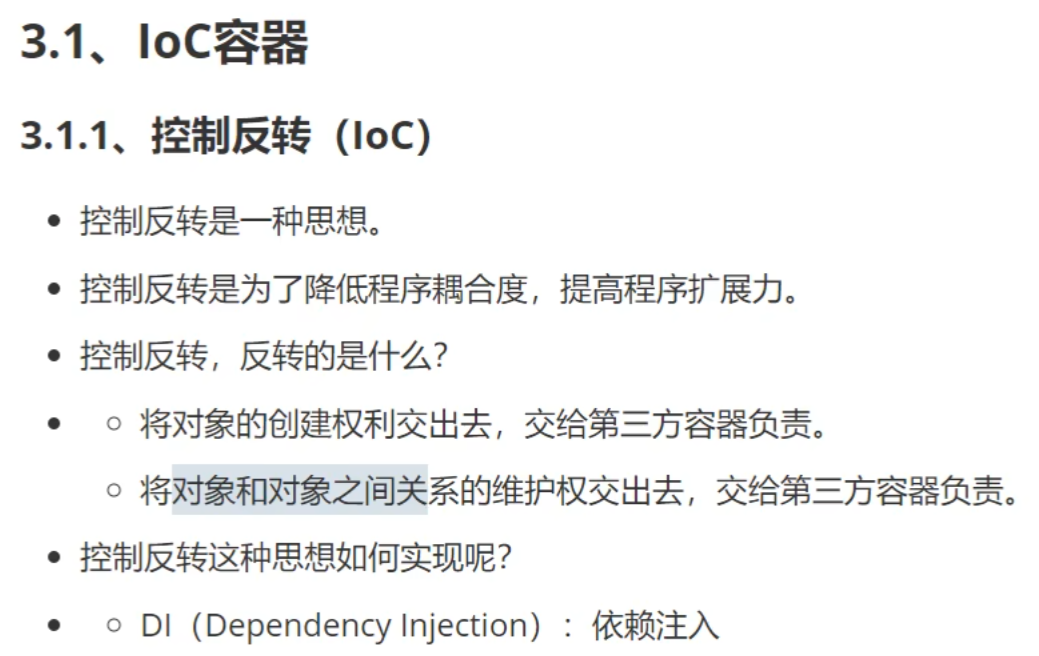 3.1、IoC容器
3.1.1、控制反转（IoC）
控制反转是一种思想。
控制反转是为了降低程序耦合度，提高程序扩展力。
控制反转，反转的是什么？
将对象的创建权利交出去，交给第三方容器负责。
将对象和对象之间关系的维护权交出去，交给第三方容器负责。
控制反转这种思想如何实现呢？
DI（Dependency Injection）：依赖注入